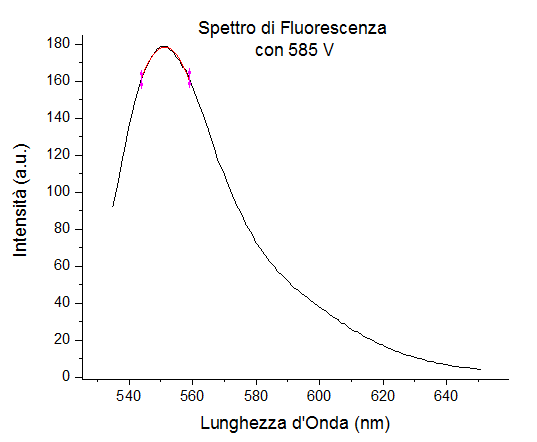 Spettro di Fluorescenza
con 585 V
Intensità (a.u.)
180
160
140
120
100
80
60
40
20
0
540 560 580 600 620 640
Lunghezza d'Onda (nm)